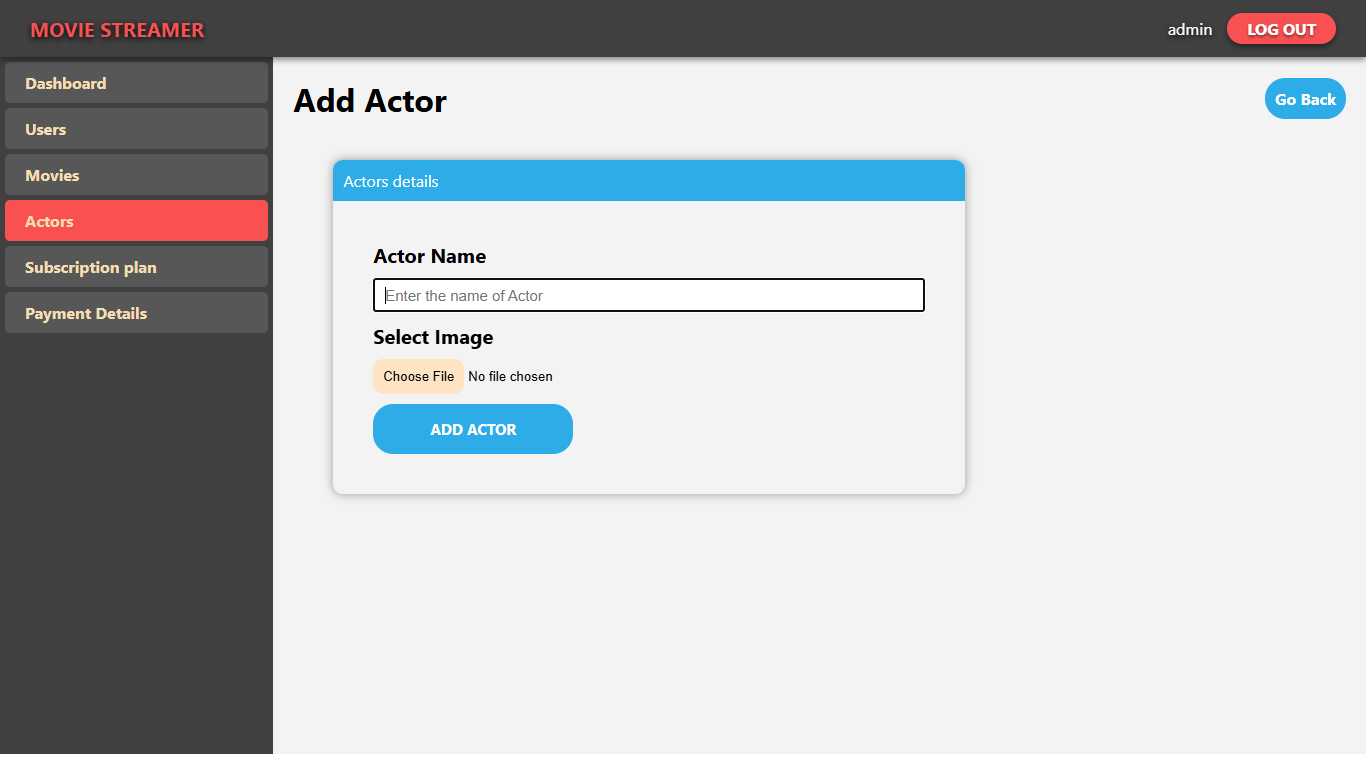 MOVIE STREAMER
admin
LOG OUT
Dashboard
Users
Movies
Actors
Subscription plan
Payment Details
Add Actor
Go Back
Actors details
Actor Name
Enter the name of Actor
Select Image
Choose File No file chosen
ADD ACTOR